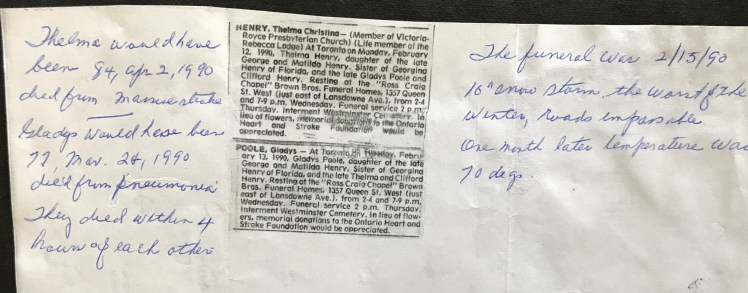 Thelma would have
been 84, Apr 2, 1990
died from Massive stroke
Gladys would have been
77, Mar. 24, 1990
died from pneumonia
They died within 4
hours of each other
HENRY, Thelma Christina— (Member of Victoria-
Royce Presbyterian Church) (Life member of the
Rebecca Lodge) At Toronto on Monday, February
12, 1990, Thelma Henry, daughter of the late
George and Matilda Henry. Sister of Georgina
Henry of Florida, and the late Gladys Poole and
Clifford Henry. Resting at the "Ross Craig
Chapel" Brown Bros. Funeral Homes, 1357 Queen
St. West (just east of Lansdowne Ave.), from 2-4
and 7-9 p.m. Wednesday. Funeral service 2 p.m.
Thursday. Interment Westminster Cemetery. In
lieu of flowers, memorial donations to the Ontario
Heart and Stroke Foundation would be
appreciated.
POOLE, Gladys — At Toronto on Tuesday, Febru-
ary 13, 1990, Gladys Poole, daughter of the late
George and Matilda Henry. Sister of Georgina
Henry of Florida, and the late Thelma and Clifford
Henry. Resting at the "Ross Craig Chapel" Brown
Bros. Funeral Homes, 1357 Queen St. West (just
east of Lansdowne Ave.), from 2-4 and 7-9 p.m.
Wednesday. Funeral service 2 p.m. Thursday.
Interment Westminster Cemetery. In lieu of flow-
ers, memorial donations to the Ontario Heart and
Stroke Foundation would be appreciated.
The funeral was 2/15/90
10" snow storm, the worst of the
winter, roads impassable.
One month later temperature was
70 degs.